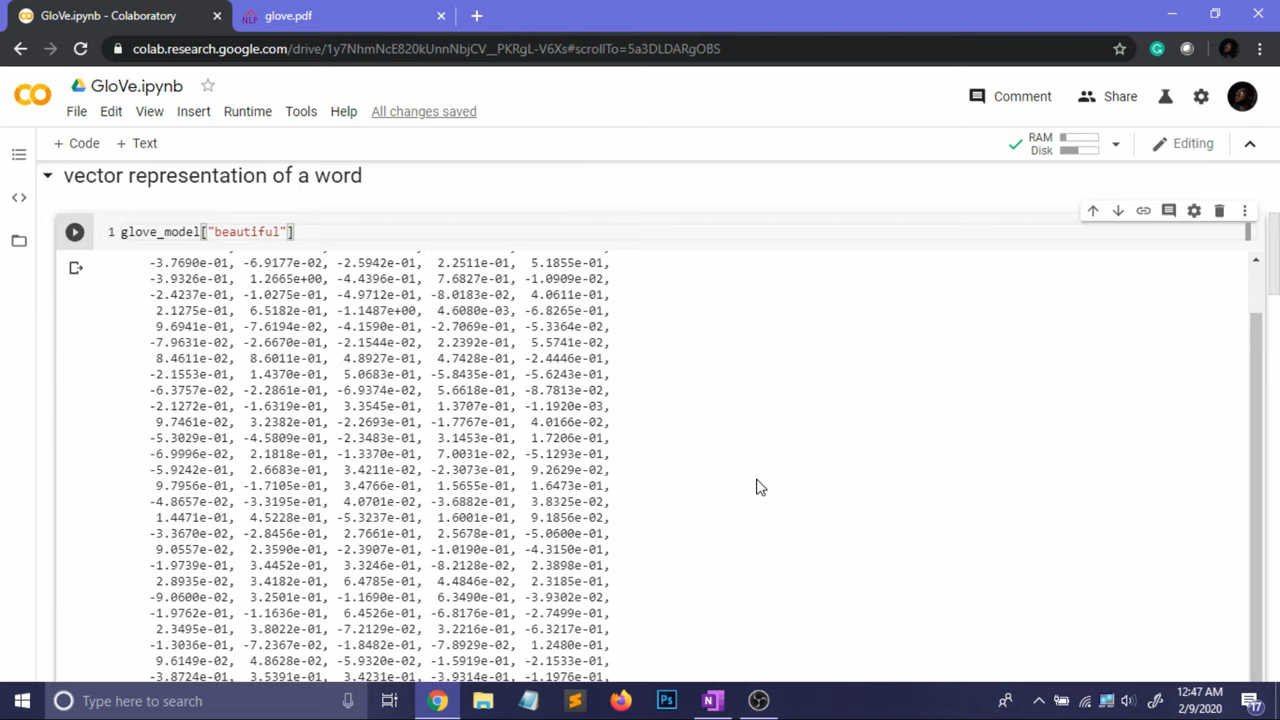 GloVe.ipynb - Colaboratory
NLP glove.pdf
colab.research.google.com/drive/1y7NhmNcE820kUnnNbjCV__PKRgL-V6Xs#scrollTo=5a3DLDARgOBS
CO GloVe.ipynb
Comment Share
File Edit View Insert Runtime Tools Help All changes saved
+ Code + Text
RAM
Disk
Editing
vector representation of a word
1 glove_model["beautiful"]
-3.7690e-01, -6.9177e-02, -2.5942e-01, 2.2511e-01, 5.1855e-01,
-3.9326e-01, 1.2665e+00, -4.4396e-01, 7.6827e-01, -1.0909e-02,
-2.4237e-01, -1.0275e-01, -4.9712e-01, -8.0183e-02, 4.0611e-01,
2.1275e-01, 6.5182e-01, -1.1487e+00, 4.6080e-03, -6.8265e-01,
9.6941e-01, -7.6194e-02, -4.1590e-01, -2.7069e-01, -5.3364e-02,
-7.9631e-02, -2.6670e-01, -2.1544e-02, 2.2392e-01, 5.5741e-02,
8.4611e-02, 8.6011e-01, 4.8927e-01, 4.7428e-01, -2.4446e-01,
-2.1553e-01, 1.4370e-01, 5.0683e-01, -5.8435e-01, -5.6243e-01,
-6.3757e-02, -2.2861e-01, -6.9374e-02, 5.6618e-01, -8.7813e-02,
-2.1272e-01, -1.6319e-01, 3.3545e-01, 1.3707e-01, -1.1920e-03,
9.7461e-02, 3.2382e-01, -2.2693e-01, -1.7767e-01, 4.0166e-02,
-5.3029e-01, -4.5809e-01, -2.3483e-01, 3.1453e-01, 1.7206e-01,
-6.9996e-02, 2.1818e-01, -1.3370e-01, 7.0031e-02, -5.1293e-01,
-5.9242e-01, 2.6683e-01, 3.4211e-02, -2.3073e-01, 9.2629e-02,
9.7956e-01, -1.7105e-01, 3.4766e-01, 1.5655e-01, 1.6473e-01,
-4.8657e-02, -3.3195e-01, 4.0701e-02, -3.6882e-01, 3.8325e-02,
1.4471e-01, 4.5228e-01, -5.3237e-01, 1.6001e-01, 9.1856e-02,
-3.3670e-02, -2.8456e-01, 2.7661e-01, 2.5678e-01, -5.0600e-01,
9.0557e-02, 2.3590e-01, -2.3907e-01, -1.0190e-01, -4.3150e-01,
-1.9739e-01, 3.4452e-01, 3.3246e-01, -8.2128e-02, 2.3898e-01,
2.8935e-02, 3.4182e-01, 6.4785e-01, 4.4846e-02, 2.3185e-01,
-9.0600e-02, 3.2501e-01, -1.1690e-01, 6.3490e-01, -3.9302e-02,
-1.9762e-01, -1.1636e-01, 6.4526e-01, -6.8176e-01, -2.7499e-01,
2.3495e-01, 3.8022e-01, -7.2129e-02, 3.2216e-01, -6.3217e-01,
-1.3036e-01, -7.2367e-02, -1.8482e-01, -7.8929e-02, 1.2480e-01,
9.6149e-02, 4.8628e-02, -5.9320e-02, -1.5919e-01, -2.1533e-01,
-3.8724e-01, 3.5391e-01, 3.4231e-01, -3.9314e-01, -1.1976e-01,
Type here to search
Ps
12:47 AM
2/9/2020
17